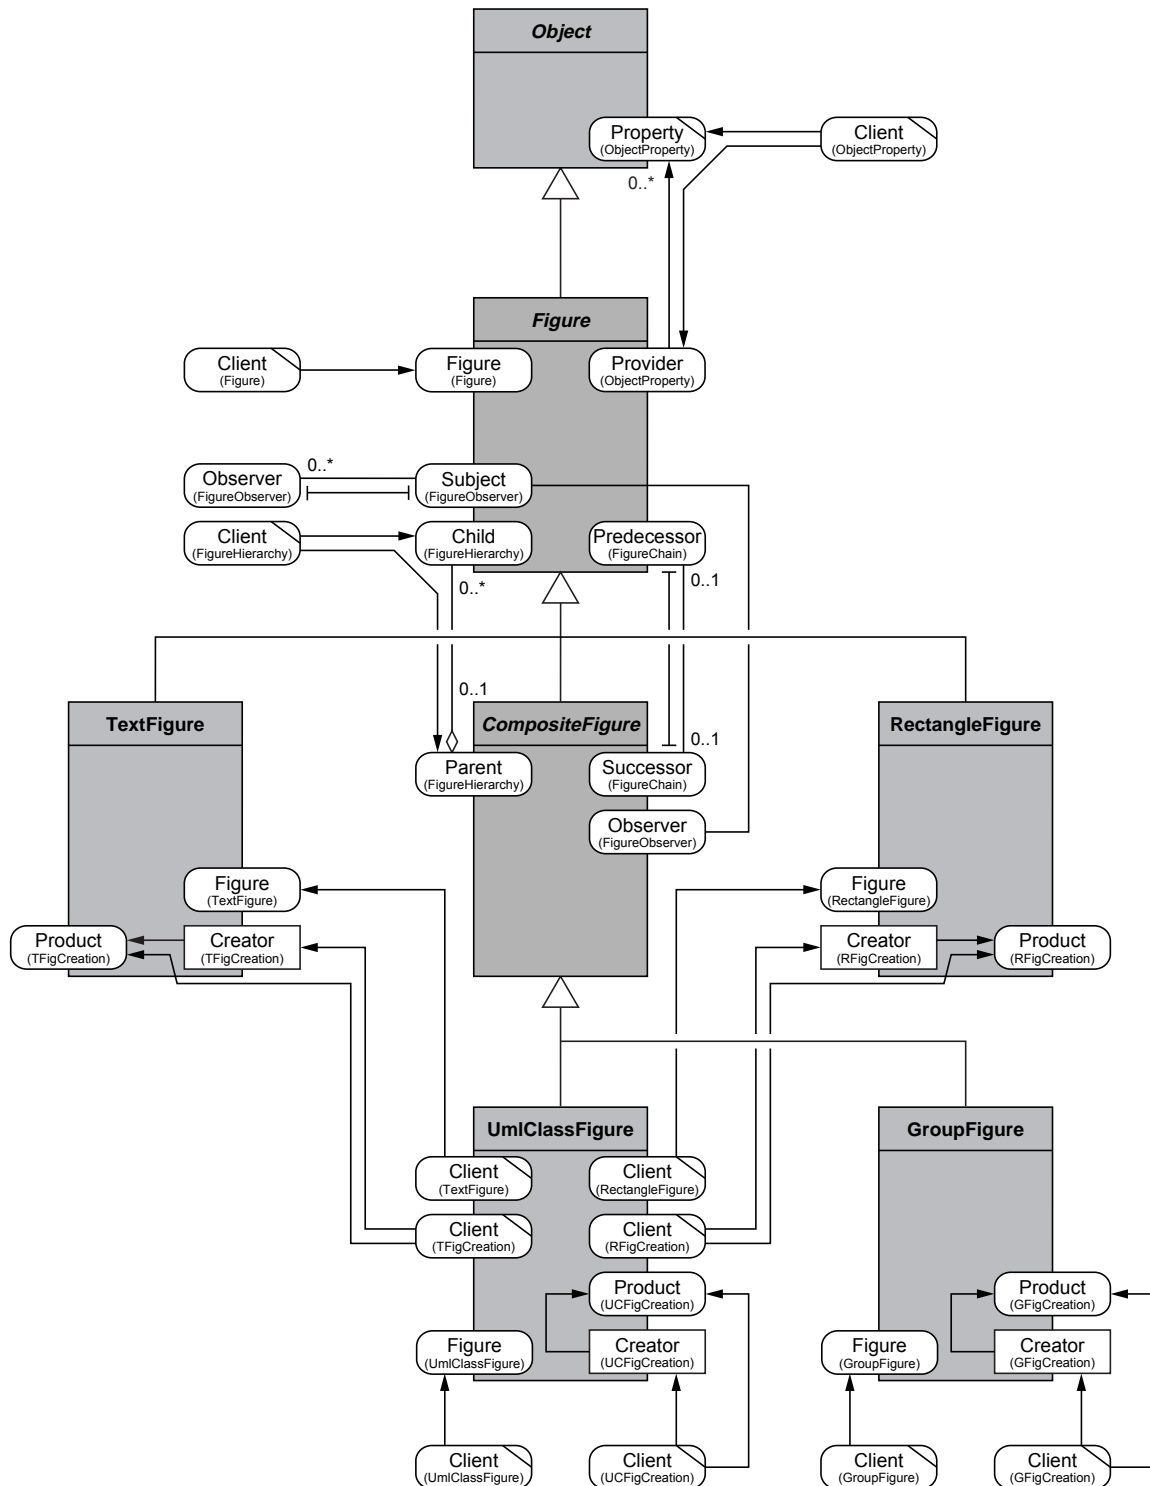 Object
Property
(ObjectProperty)
Client
(ObjectProperty)
0..*
Figure
Client
(Figure)
Figure
(Figure)
Provider
(ObjectProperty)
Observer
(FigureObserver)
0..*
Subject
(FigureObserver)
Client
(FigureHierarchy)
Child
(FigureHierarchy)
Predecessor
(FigureChain)
0..*
0..1
0..1
0..1
TextFigure
CompositeFigure
RectangleFigure
Parent
(FigureHierarchy)
Successor
(FigureChain)
Observer
(FigureObserver)
Figure
(TextFigure)
Figure
(RectangleFigure)
Product
(TFigCreation)
Creator
(TFigCreation)
Creator
(RFigCreation)
Product
(RFigCreation)
UmlClassFigure
GroupFigure
Client
(TextFigure)
Client
(RectangleFigure)
Client
(TFigCreation)
Client
(RFigCreation)
Product
(UCFigCreation)
Product
(GFigCreation)
Figure
(UmlClassFigure)
Creator
(UCFigCreation)
Figure
(GroupFigure)
Creator
(GFigCreation)
Client
(UmlClassFigure)
Client
(UCFigCreation)
Client
(GroupFigure)
Client
(GFigCreation)